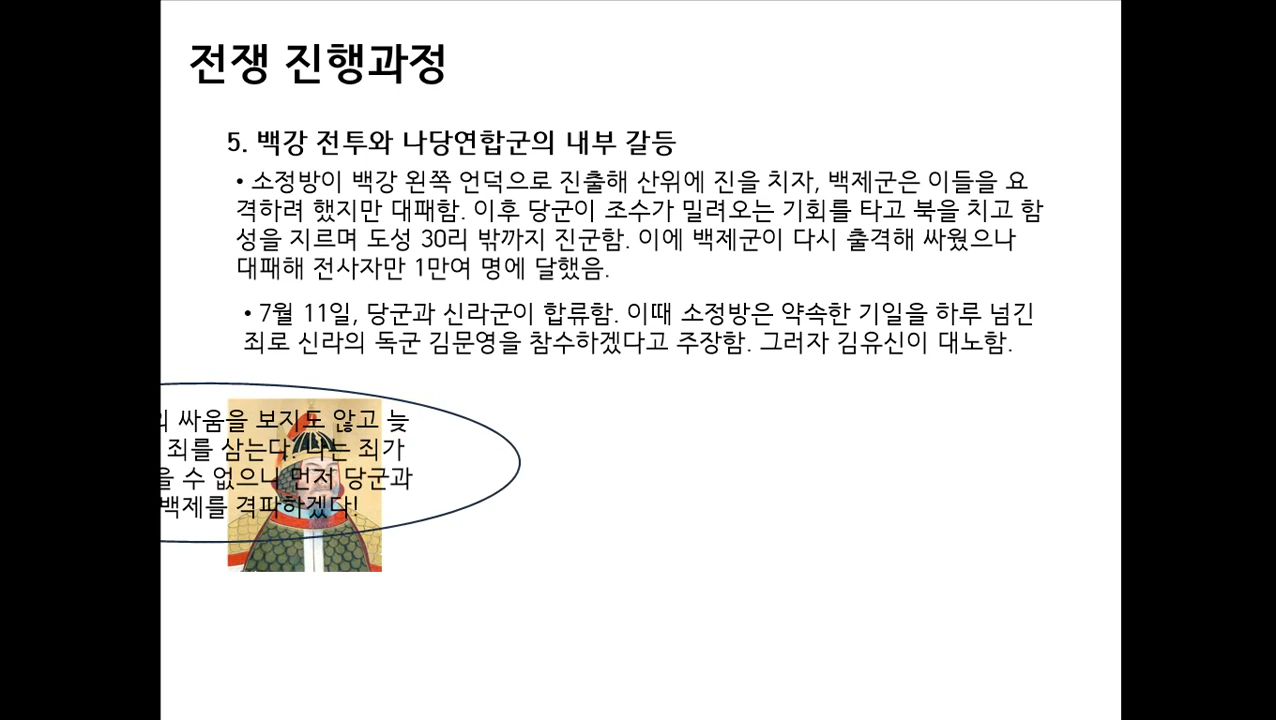 전쟁 진행과정
5. 백강 전투와 나당연합군의 내부 갈등
• 소정방이 백강 왼쪽 언덕으로 진출해 산위에 진을 치자, 백제군은 이들을 요
격하려 했지만 대패함. 이후 당군이 조수가 밀려오는 기회를 타고 북을 치고 함
성을 지르며 도성 30리 밖까지 진군함. 이에 백제군이 다시 출격해 싸웠으나
대패해 전사자만 1만여 명에 달했음.
• 7월 11일, 당군과 신라군이 합류함. 이때 소정방은 약속한 기일을 하루 넘긴
죄로 신라의 독군 김문영을 참수하겠다고 주장함. 그러자 김유신이 대노함.
싸움을 보지도 않고 늦
죄를 삼는다. 나는 죄가
수 없으니 먼저 당군과
백제를 격파하겠다!